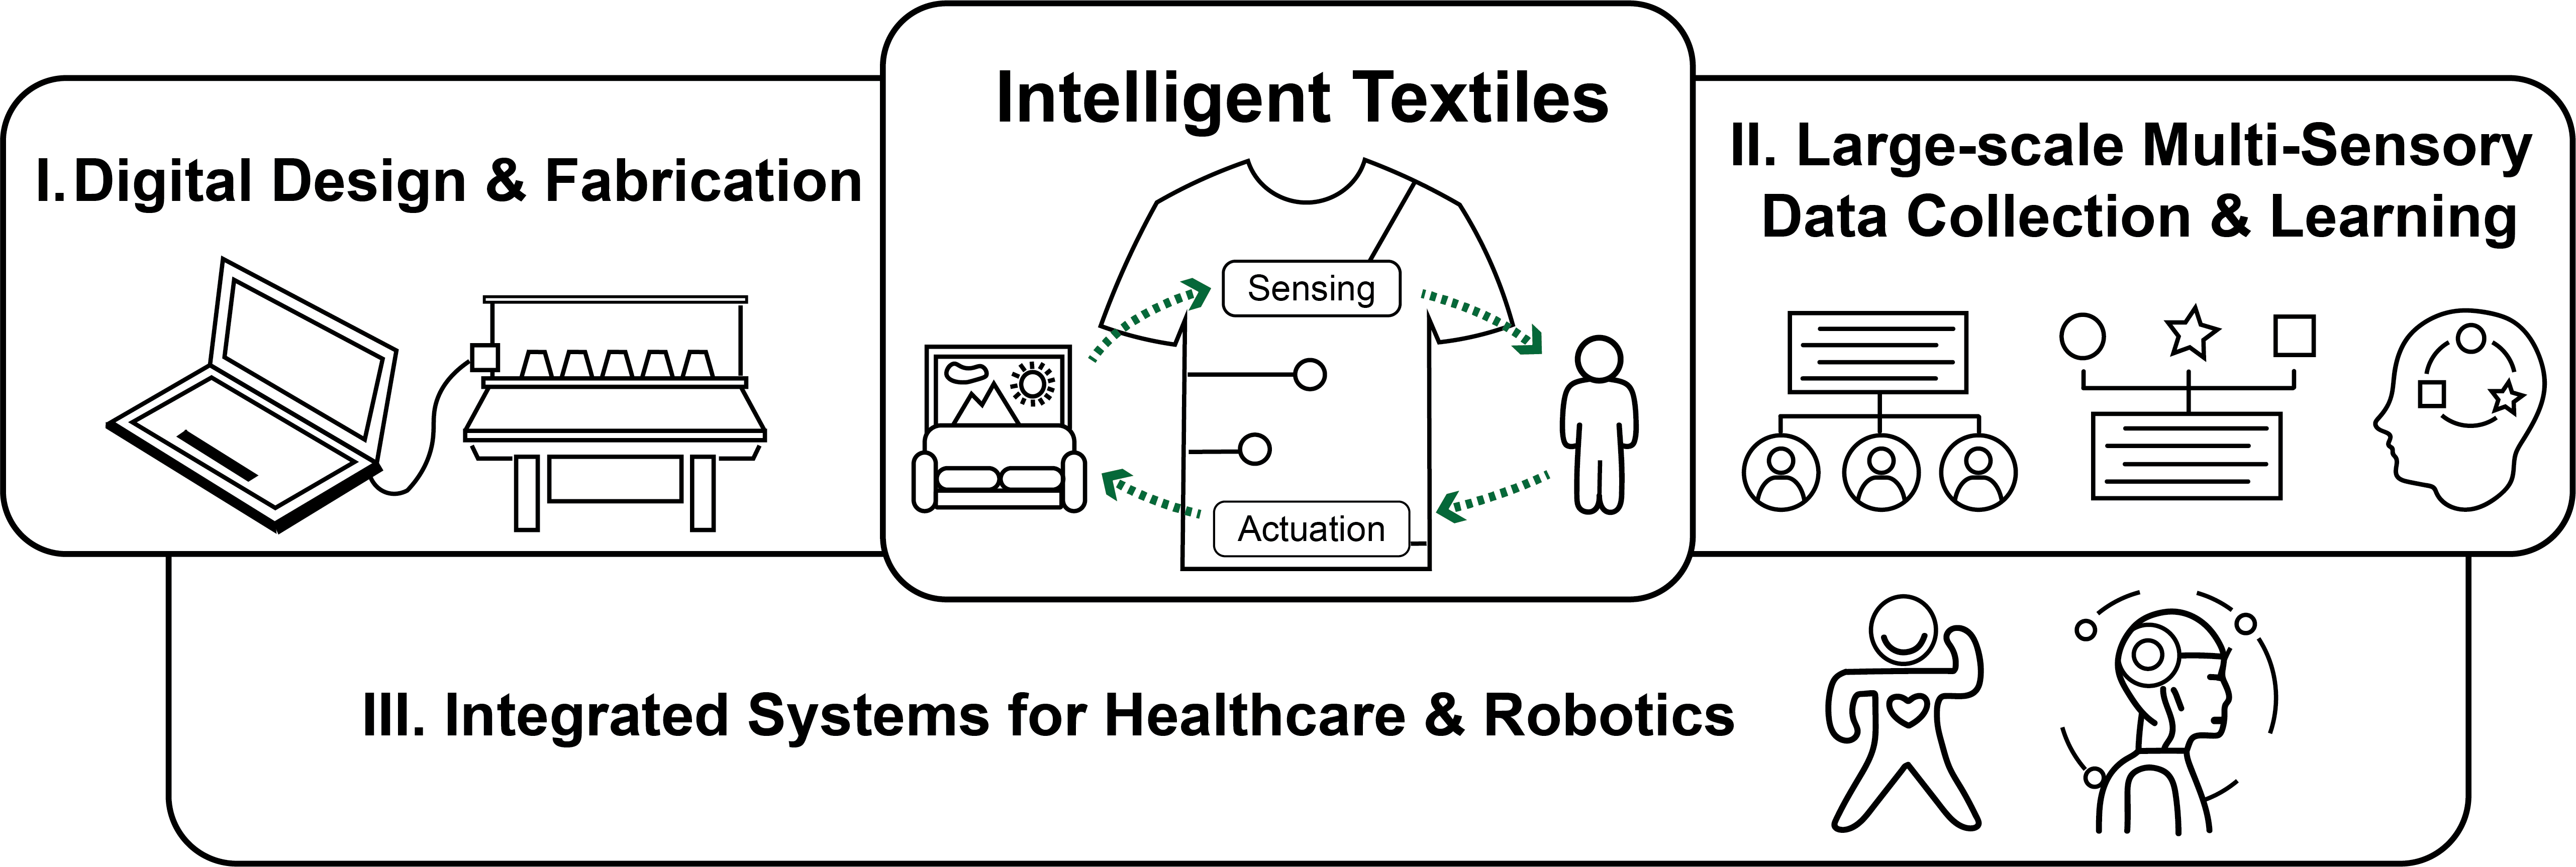 Intelligent Textiles
I. Digital Design & Fabrication
Sensing
Actuation
II. Large-scale Multi-Sensory
Data Collection & Learning
III. Integrated Systems for Healthcare & Robotics